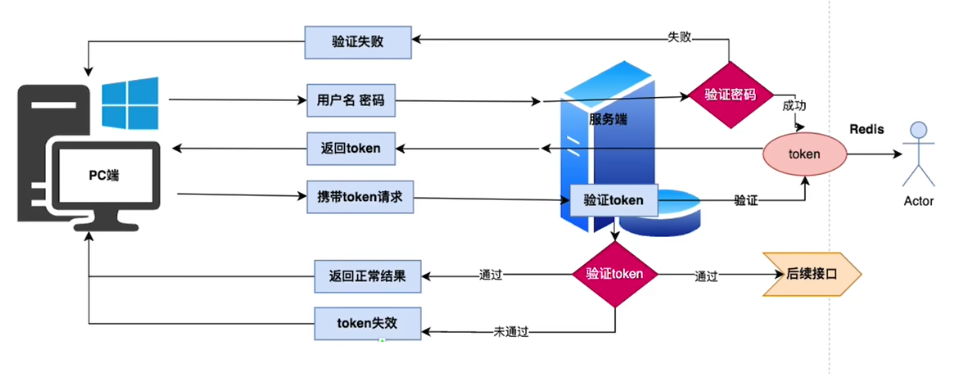 验证失败
失败
用户名 密码
验证密码
成功
服务端
Redis
返回token
token
PC端
携带token请求
验证token
验证
Actor
返回正常结果
通过
验证token
通过
后续接口
token失效
未通过